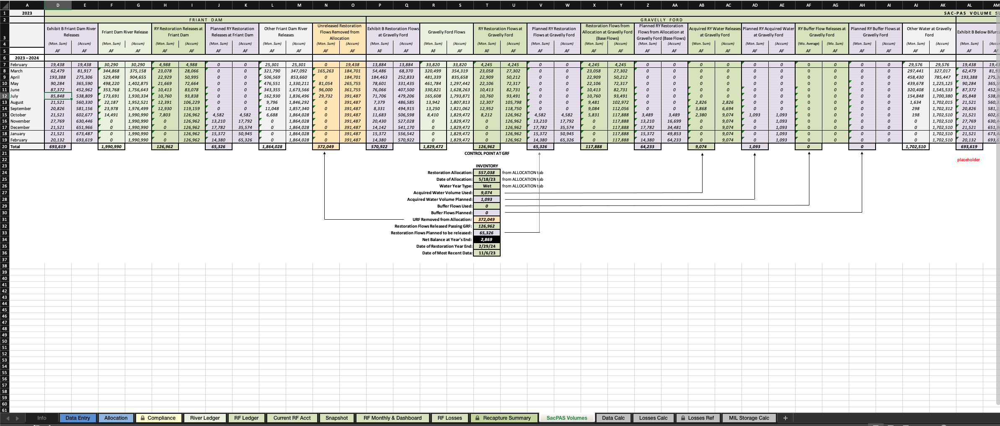 A D E F G H I J K L M N O P Q R S T U V W X Y Z AA AB AC AD AE AF AG AH AI AJ AK AL AM
1 2023 SAC-PAS VOLUME
2 FRIANT DAM GRAVELLY FORD
3 Exhibit B Friant Dam River Releases Friant Dam River Release RY Restoration Releases at Friant Dam Planned RY Restoration Releases at Friant Dam Other Friant Dam River Releases Unreleased Restoration Flows Removed from Allocation Exhibit B Restoration Flows at Gravelly Ford Gravelly Ford Flows RY Restoration Flows at Gravelly Ford Planned RY Restoration Flows at Gravelly Ford Restoration Flows from Allocation at Gravelly Ford (Base Flows) Planned RY Restoration Flows from Allocation at Gravelly Ford (Base Flows) Acquired RY Water Releases at Gravelly Ford Planned RY Acquired Water at Gravelly Ford RY Buffer Flow Releases at Gravelly Ford Planned RY Buffer Flows at Gravelly Ford Other Water at Gravelly Ford Exhibit B Below
4 (Mon. Sum) (Accum) (Mon. Sum) (Accum) (Mon. Sum) (Accum) (Mon. Sum) (Accum) (Mon. Sum) (Accum) (Mon. Sum) (Accum) (Mon. Sum) (Accum) (Mon. Sum) (Accum) (Mon. Sum) (Accum) (Mon. Sum) (Accum) (Mon. Sum) (Accum) (Mon. Sum) (Accum) (Mon. Sum) (Accum) (Mon. Sum) (Accum) (Mo. Average) (Mo. Sum) (Mon. Sum) (Accum) (Mon. Sum) (Accum) (Mon. Sum)
5 AF AF AF AF AF AF AF AF AF AF AF AF AF AF AF AF AF AF AF AF AF AF AF AF AF AF AF AF AF AF AF AF AF AF AF AF
6 2023–2024
7 February 19,438 19,438 30,290 30,290 4,988 4,988 0 0 25,301 25,301 0 19,438 13,884 13,884 33,820 33,820 4,245 4,245 0 0 4,245 4,245 0 0 0 0 0 0 0 0 0 0 29,576 29,576 19,438
8 March 62,479 81,917 344,868 375,158 23,078 28,066 0 0 321,790 347,092 165,263 184,701 54,486 68,370 320,499 354,319 23,058 27,302 0 0 23,058 27,302 0 0 0 0 0 0 0 0 0 0 297,441 327,017 62,479
9 April 193,388 275,306 529,498 904,655 22,929 50,995 0 0 506,569 853,660 0 184,701 184,463 252,833 481,339 835,658 22,909 50,212 0 0 22,909 50,212 0 0 0 0 0 0 0 0 0 0 458,430 785,447 193,388
10 May 90,284 365,590 498,220 1,402,875 21,669 72,664 0 0 476,551 1,330,211 81,054 265,755 78,601 331,435 461,784 1,297,442 22,106 72,317 0 0 22,106 72,317 0 0 0 0 0 0 0 0 0 0 439,678 1,225,125 90,284
11 June 87,372 452,962 353,768 1,756,643 10,413 83,078 0 0 343,355 1,673,566 96,000 361,755 76,066 407,500 330,821 1,628,263 10,413 82,731 0 0 10,413 82,731 0 0 0 0 0 0 0 0 0 0 320,408 1,545,533 87,372
12 July 85,848 538,809 173,691 1,930,334 10,760 93,838 0 0 162,930 1,836,496 29,732 391,487 71,706 479,206 165,608 1,793,871 10,760 93,491 0 0 10,760 93,491 0 0 0 0 0 0 0 0 0 0 154,848 1,700,380 85,848
13 August 21,521 560,330 22,187 1,952,521 12,391 106,229 0 0 9,796 1,846,292 0 391,487 7,379 486,585 13,942 1,807,813 12,307 105,798 0 0 9,481 102,972 0 0 2,826 2,826 0 0 0 0 0 0 1,634 1,702,015 21,521
14 September 20,826 581,156 23,978 1,976,499 12,930 119,159 0 0 11,048 1,857,340 0 391,487 8,331 494,915 13,250 1,821,062 12,952 118,750 0 0 9,084 112,056 0 0 3,868 6,694 0 0 0 0 0 0 298 1,702,312 20,826
15 October 21,521 602,677 14,491 1,990,990 7,803 126,962 4,582 4,582 6,688 1,864,028 0 391,487 11,683 506,598 8,410 1,829,472 8,212 126,962 4,582 4,582 5,831 117,888 3,489 3,489 2,380 9,074 1,093 1,093 0 0 0 0 198 1,702,510 21,521
16 November 27,769 630,446 0 1,990,990 0 126,962 13,210 17,792 0 1,864,028 0 391,487 20,430 527,028 0 1,829,472 0 126,962 13,210 17,792 0 117,888 13,210 16,699 0 9,074 0 1,093 0 0 0 0 0 1,702,510 27,769
17 December 21,521 651,966 0 1,990,990 0 126,962 17,782 35,574 0 1,864,028 0 391,487 14,142 541,170 0 1,829,472 0 126,962 17,782 35,574 0 117,888 17,782 34,481 0 9,074 0 1,093 0 0 0 0 0 1,702,510 21,521
18 January 21,521 673,487 0 1,990,990 0 126,962 15,372 50,945 0 1,864,028 0 391,487 15,372 556,542 0 1,829,472 0 126,962 15,372 50,945 0 117,888 15,372 49,853 0 9,074 0 1,093 0 0 0 0 0 1,702,510 21,521
19 February 20,132 693,619 0 1,990,990 0 126,962 14,380 65,326 0 1,864,028 0 391,487 14,380 570,922 0 1,829,472 0 126,962 14,380 65,326 0 117,888 14,380 64,233 0 9,074 0 1,093 0 0 0 0 0 1,702,510 20,132
20 Total 693,619 1,990,990 126,962 65,326 1,864,028 372,049 570,922 1,829,472 126,962 65,326 117,888 64,233 9,074 1,093 0 0 1,702,510 693,619
21 CONTROL POINT AT GRF
22 placeholder
23 INVENTORY
24 Restoration Allocation: 557,038 from ALLOCATION tab
25 Date of Allocation: 5/18/23 from ALLOCATION tab
26 Water Year Type: Wet from ALLOCATION tab
27 Acquired Water Volume Used: 9,074
28 Acquired Water Volume Planned: 1,093
29 Buffer Flows Used: 0
30 Buffer Flows Planned: 0
31 URF Removed from Allocation: 372,049
32 Restoration Flows Released Passing GRF: 126,962
33 Restoration Flows Planned to be released: 65,326
34 Net Balance at Year's End: 2,869
35 Date of Restoration Year End: 2/29/24
36 Date of Most Recent Data: 11/6/23
37
38
39
40
41
42
43
44
45
46
47
48
49
50
51
52
53
54
55
56
57
58
59
60
61
Info Data Entry Allocation Compliance River Ledger RF Ledger Current RF Acct Snapshot RF Monthly & Dashboard RF Losses Recapture Summary SacPAS Volumes Data Calc Losses Calc Losses Ref MIL Storage Calc +